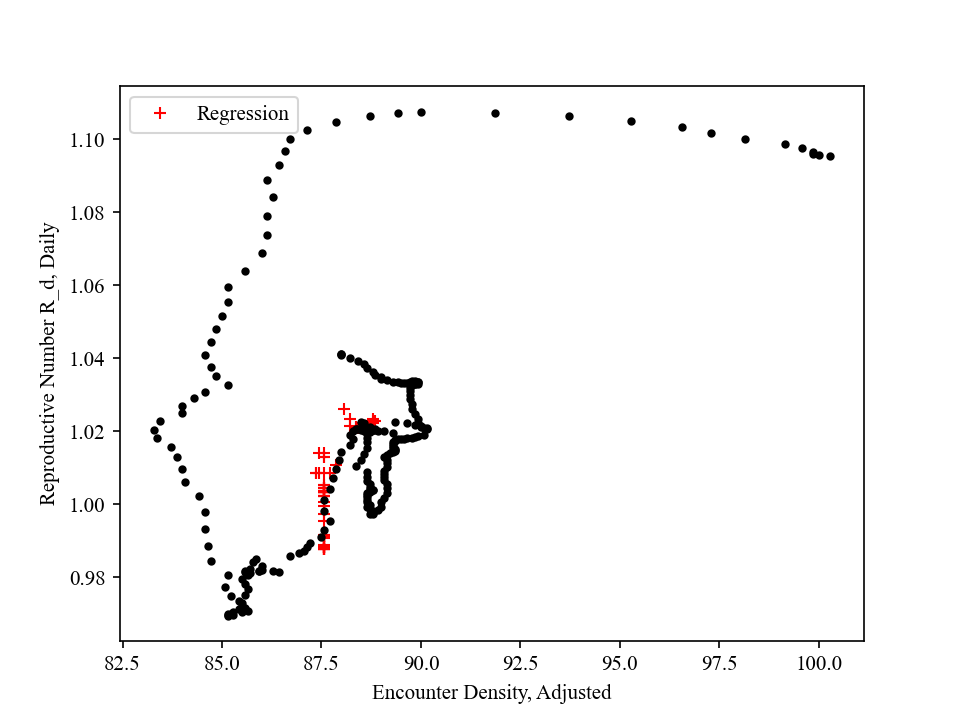 Regression
1.10
1.08
1.06
1.04
1.02
1.00
0.98
Reproductive Number R_d, Daily
82.5 85.0 87.5 90.0 92.5 95.0 97.5 100.0
Encounter Density, Adjusted